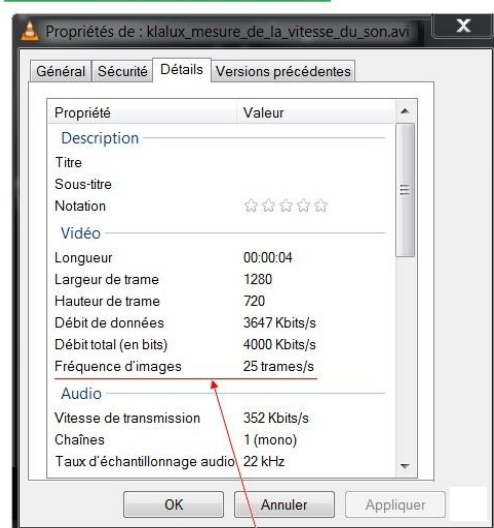 Propriétés de : klalux_mesure_de_la_vitesse_du_son.avi
X
Général Sécurité Détails Versions précédentes
Propriété Valeur
Description
Titre
Sous-titre
Notation
Vidéo
Longueur 00:00:04
Largeur de trame 1280
Hauteur de trame 720
Débit de données 3647 Kbits/s
Débit total (en bits) 4000 Kbits/s
Fréquence d'images 25 trames/s
Audio
Vitesse de transmission 352 Kbits/s
Chaînes 1 (mono)
Taux d'échantillonnage audio 22 kHz
OK Annuler Appliquer